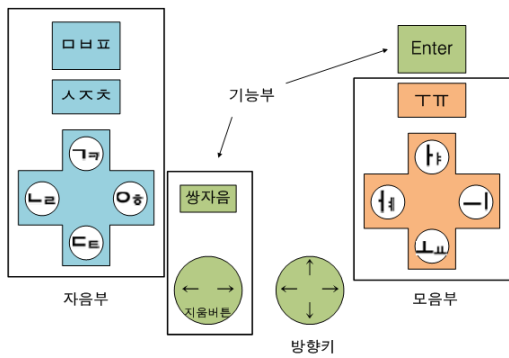 ㅁㅂㅍ
Enter
ㅅㅈㅊ
기능부
ㅜㅠ
ㄱㅋ
ㅏㅑ
ㄴㄹ
ㅇㅎ
쌍자음
ㅡㅣ
ㄷㅌ
ㅗㅛ
← →
지움버튼
↑
← →
↓
자음부
모음부
방향키